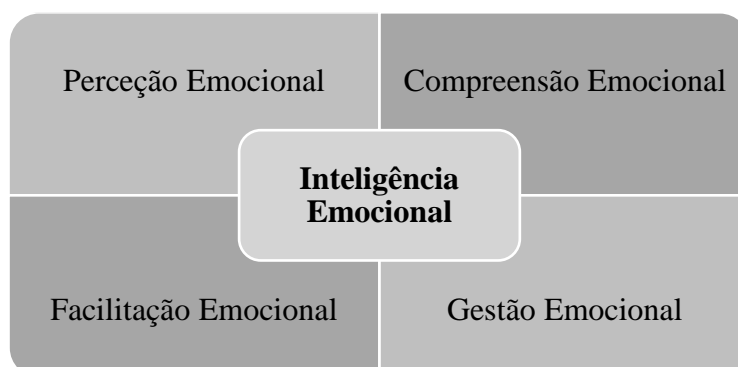 Perceção Emocional
Compreensão Emocional
Inteligência
Emocional
Facilitação Emocional
Gestão Emocional